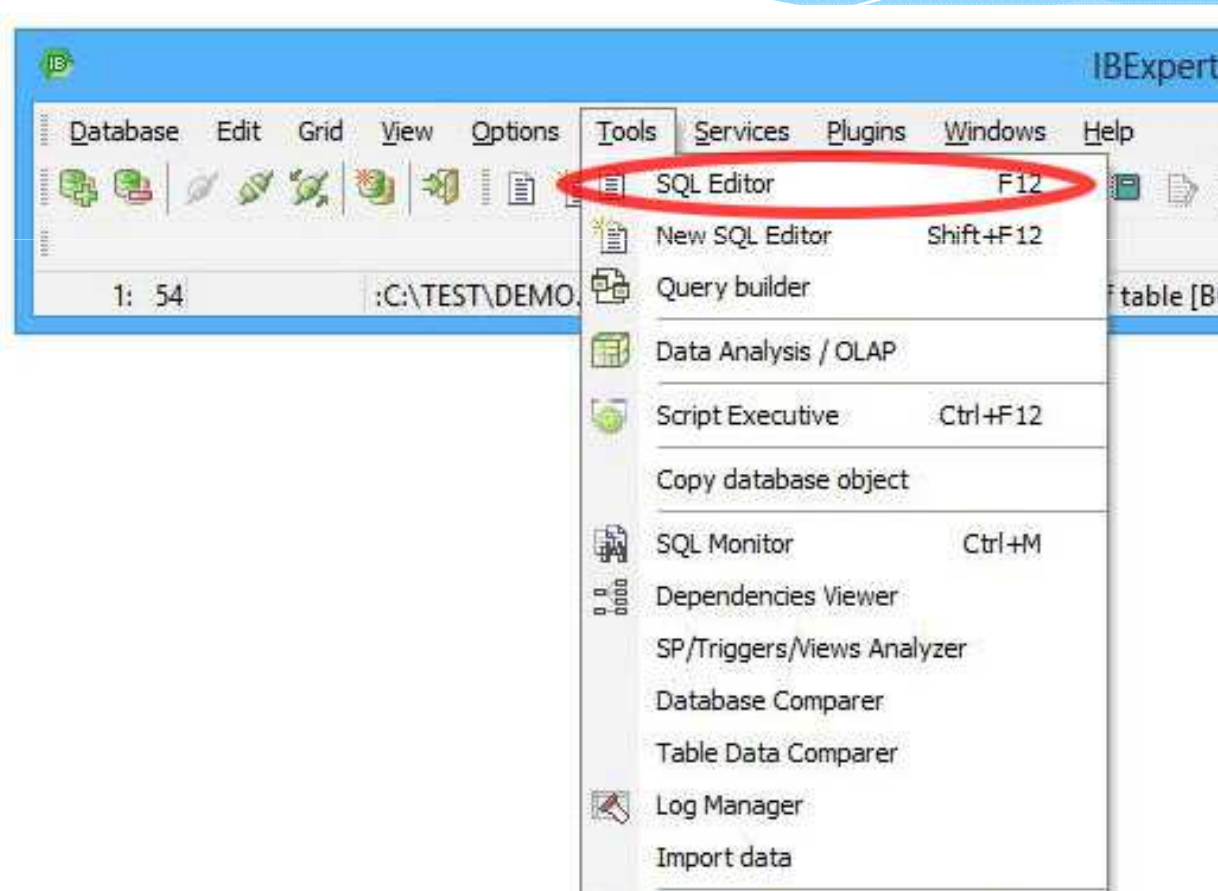 IBExpert
Database Edit Grid View Options Tools Services Plugins Windows Help
SQL Editor F12
New SQL Editor Shift+F12
1: 54 :C:\TEST\DEMO. Query builder table [B
Data Analysis / OLAP
Script Executive Ctrl+F12
Copy database object
SQL Monitor Ctrl+M
Dependencies Viewer
SP/Triggers/Views Analyzer
Database Comparer
Table Data Comparer
Log Manager
Import data